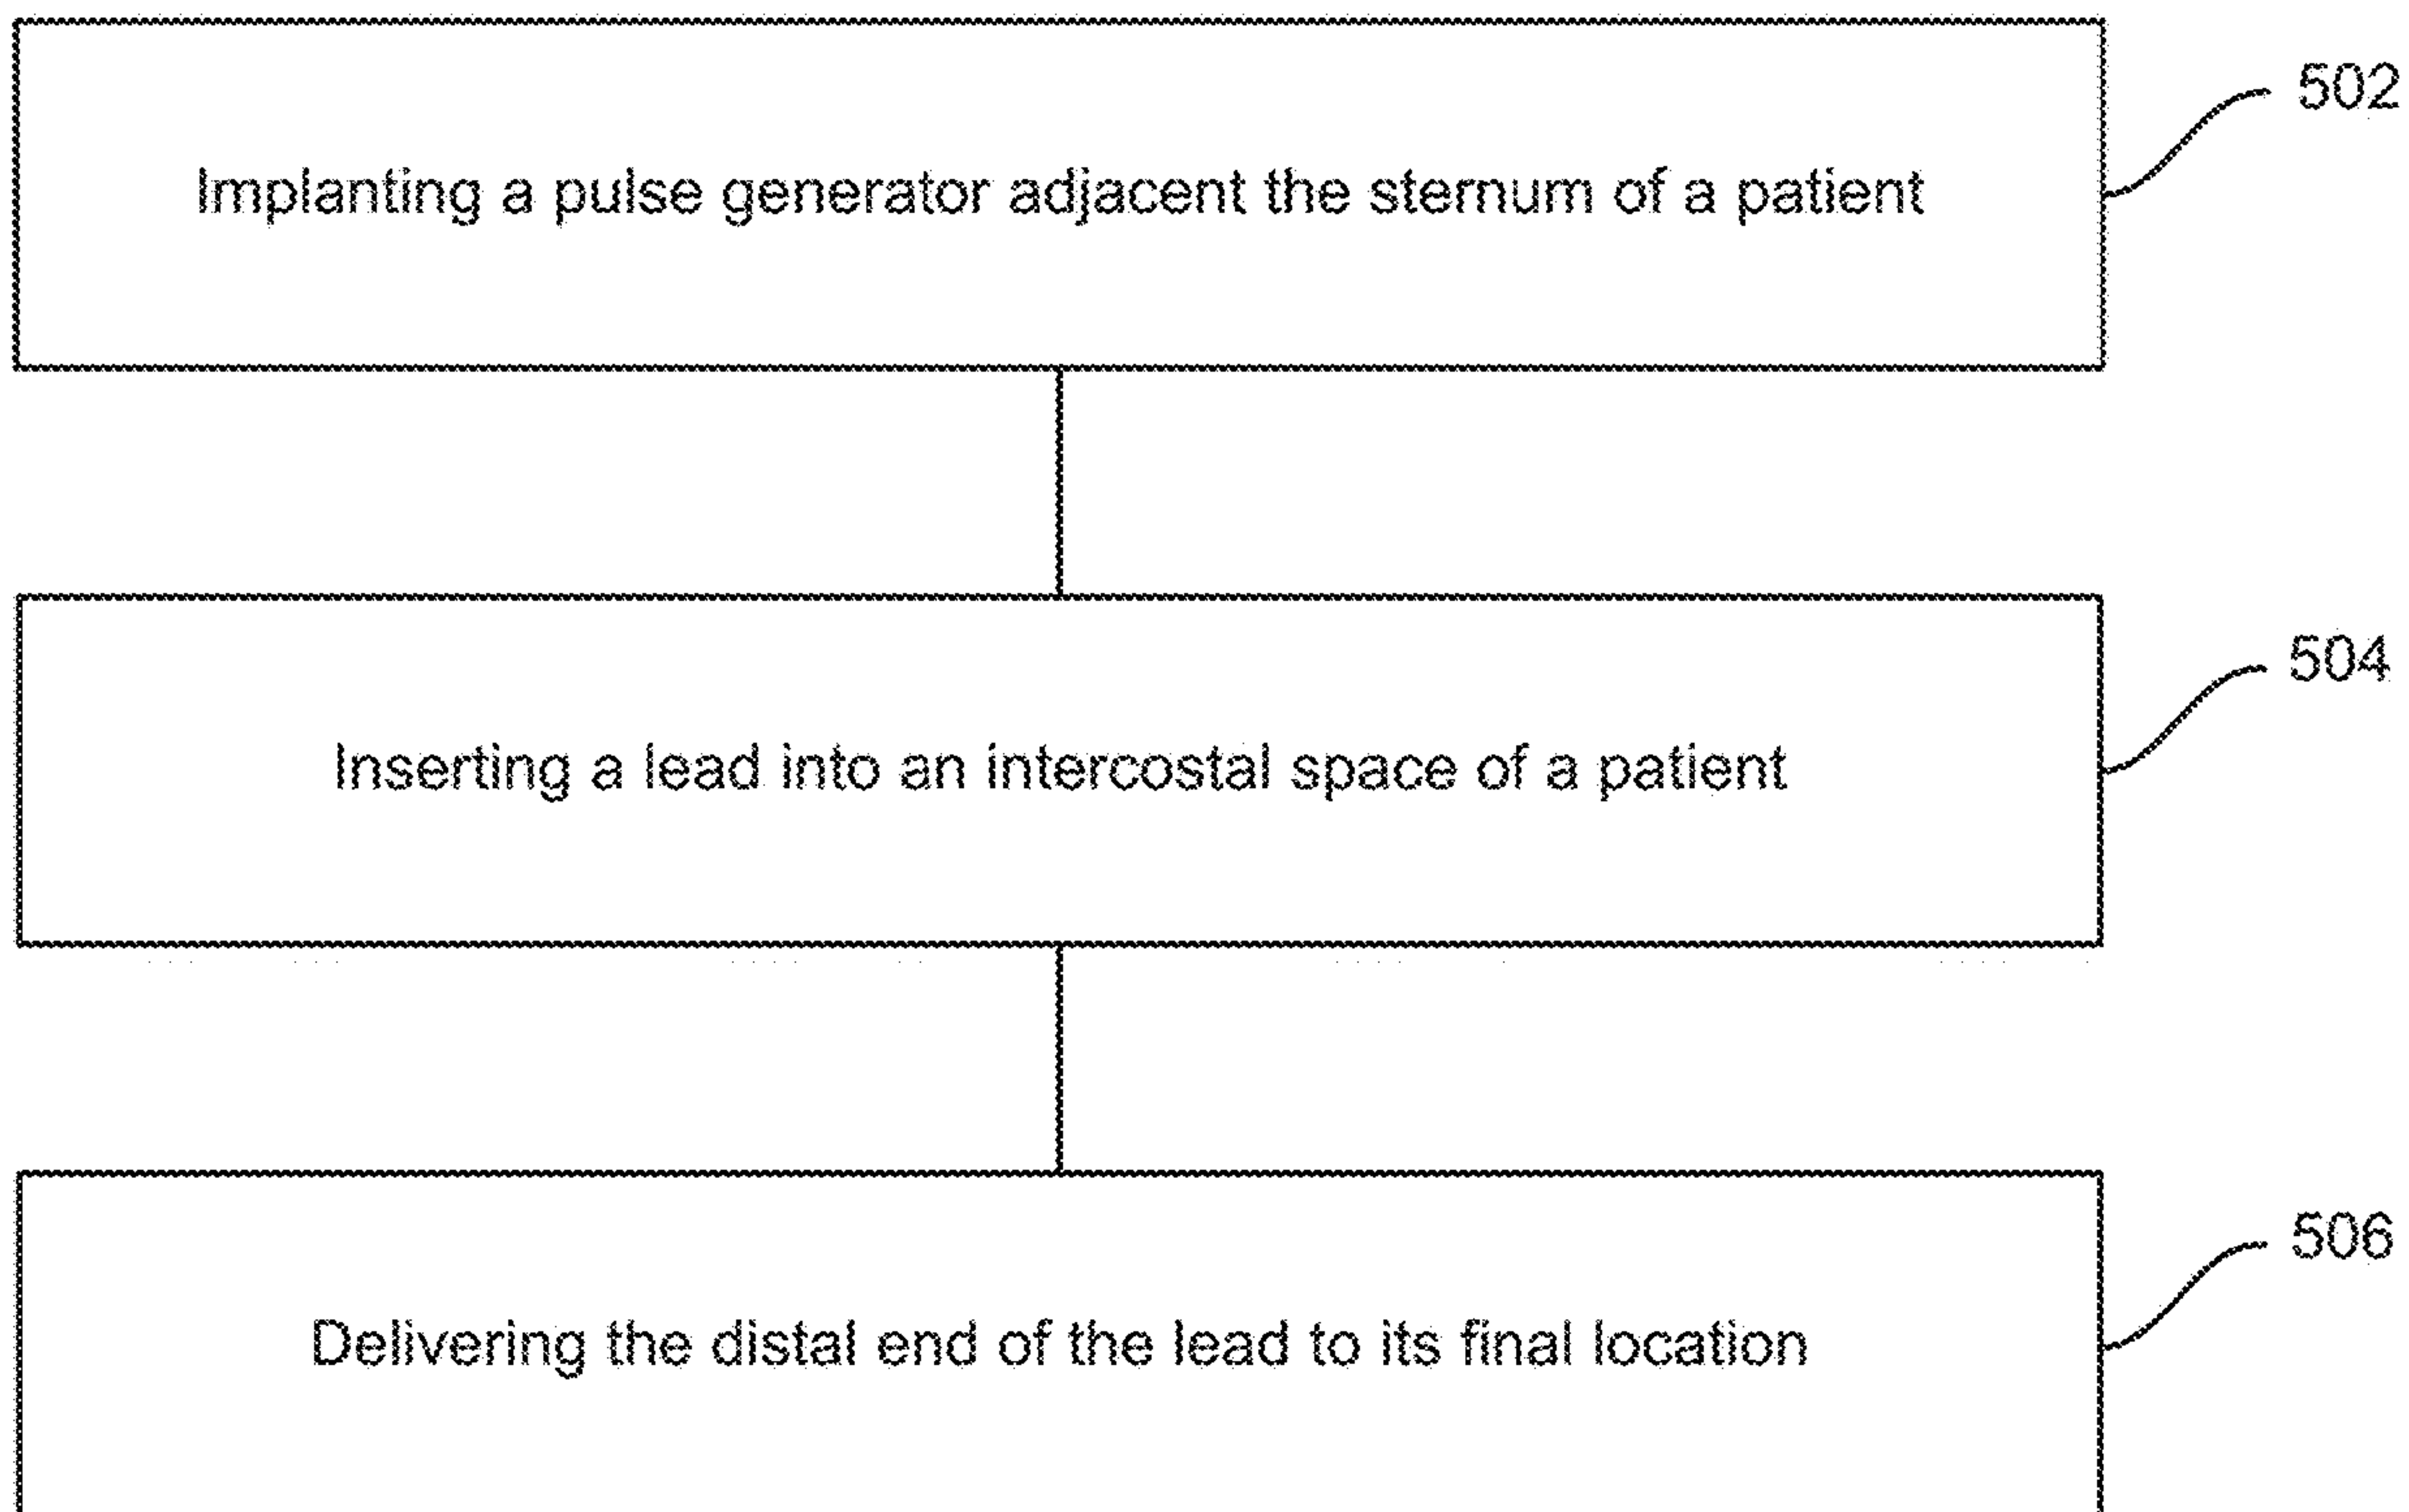 502
Implanting a pulse generator adjacent the sternum of a patient
504
Inserting a lead into an intercostal space of a patient
506
Delivering the distal end of the lead to its final location